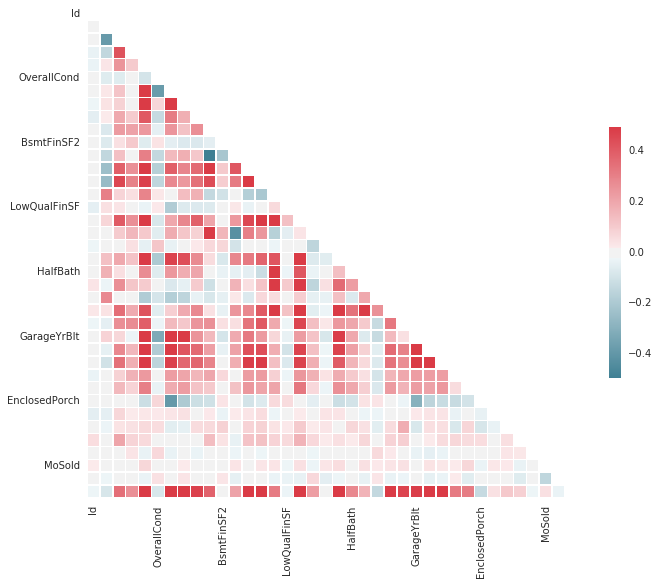 Id
OverallCond
BsmtFinSF2
LowQualFinSF
HalfBath
GarageYrBlt
EnclosedPorch
MoSold
0.4
0.2
0.0
−0.2
−0.4
Id
OverallCond
BsmtFinSF2
LowQualFinSF
HalfBath
GarageYrBlt
EnclosedPorch
MoSold